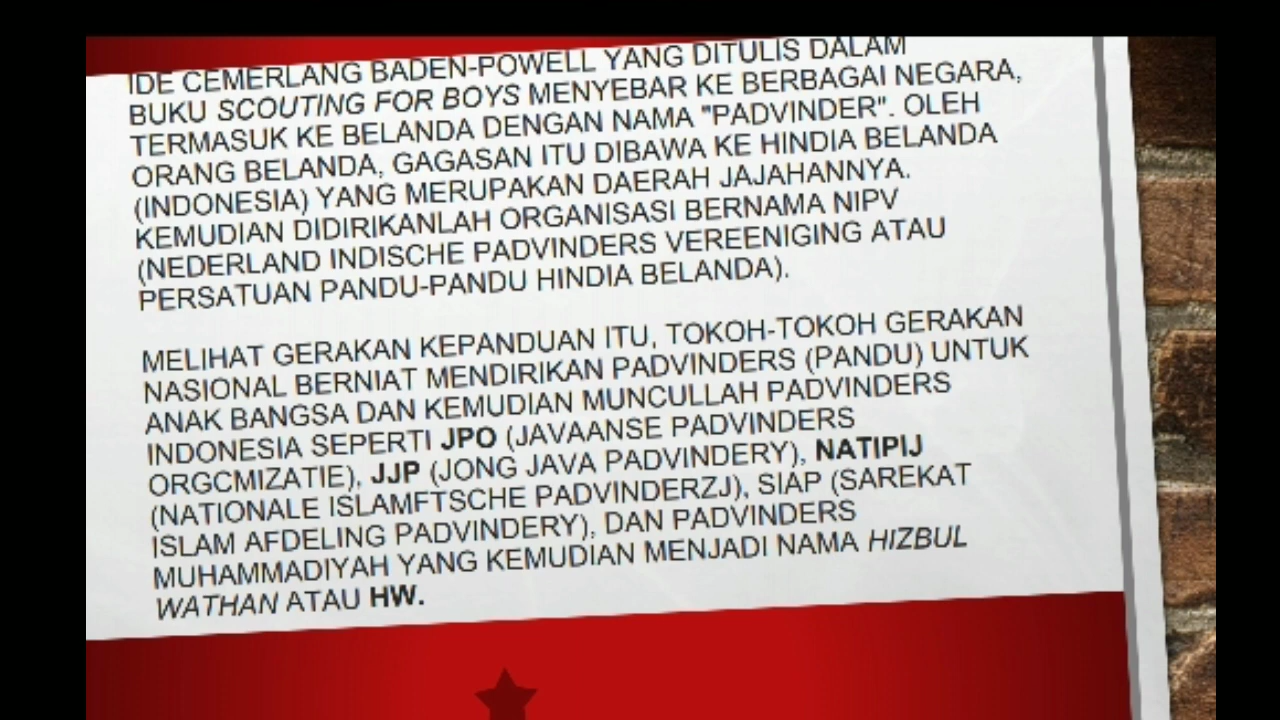 IDE CEMERLANG BADEN-POWELL YANG DITULIS DALAM
BUKU SCOUTING FOR BOYS MENYEBAR KE BERBAGAI NEGARA,
TERMASUK KE BELANDA DENGAN NAMA "PADVINDER". OLEH
ORANG BELANDA, GAGASAN ITU DIBAWA KE HINDIA BELANDA
(INDONESIA) YANG MERUPAKAN DAERAH JAJAHANNYA.
KEMUDIAN DIDIRIKANLAH ORGANISASI BERNAMA NIPV
(NEDERLAND INDISCHE PADVINDERS VEREENIGING ATAU
PERSATUAN PANDU-PANDU HINDIA BELANDA).

MELIHAT GERAKAN KEPANDUAN ITU, TOKOH-TOKOH GERAKAN
NASIONAL BERNIAT MENDIRIKAN PADVINDERS (PANDU) UNTUK
ANAK BANGSA DAN KEMUDIAN MUNCULLAH PADVINDERS
INDONESIA SEPERTI JPO (JAVAANSE PADVINDERS
ORGCMIZATIE), JJP (JONG JAVA PADVINDERY), NATIPIJ
(NATIONALE ISLAMFTSCHE PADVINDERZJ), SIAP (SAREKAT
ISLAM AFDELING PADVINDERY), DAN PADVINDERS
MUHAMMADIYAH YANG KEMUDIAN MENJADI NAMA HIZBUL
WATHAN ATAU HW.